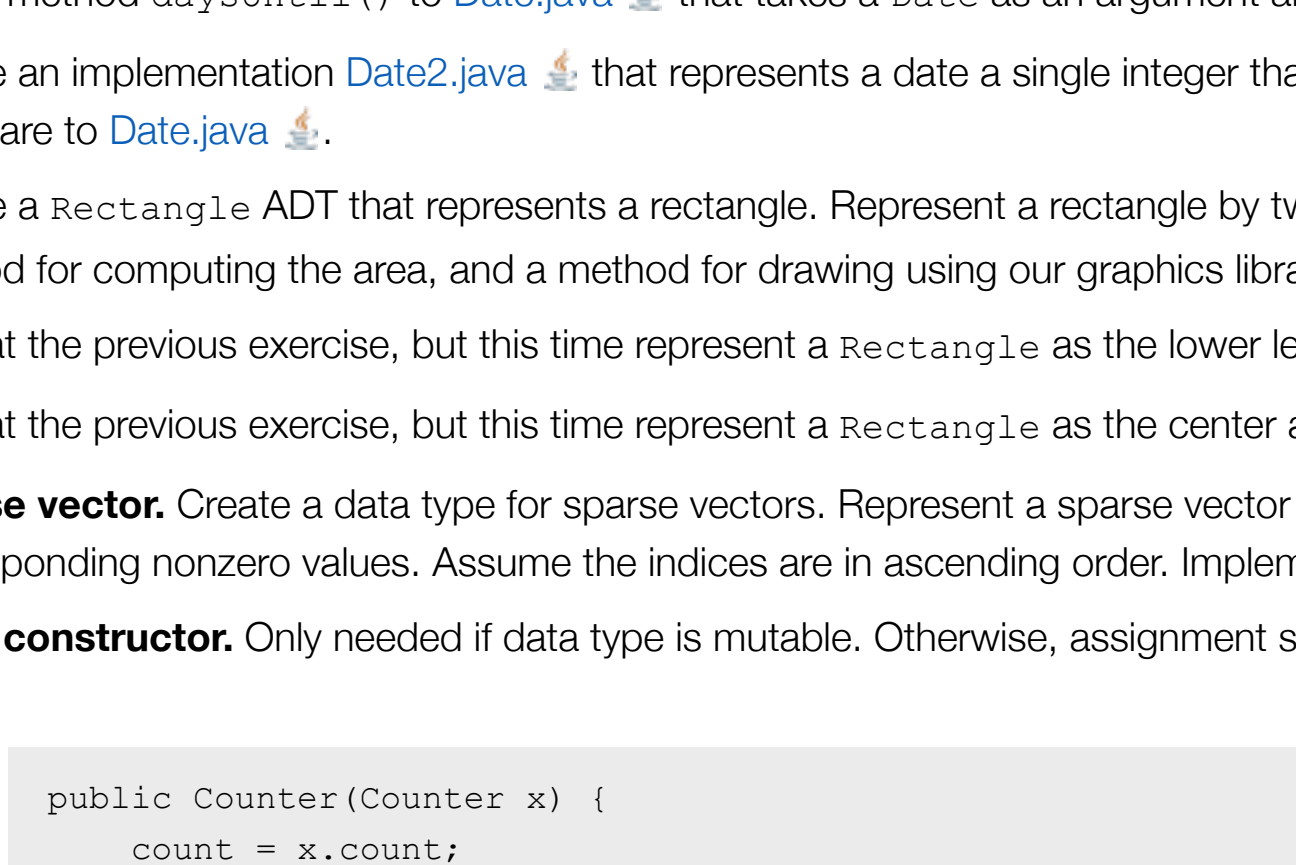 method daysUntil() to Date.java that takes a Date as an argument
an implementation Date2.java that represents a date a single integer
are to Date.java .
a Rectangle ADT that represents a rectangle. Represent a rectangle by
for computing the area, and a method for drawing using our graphics
the previous exercise, but this time represent a Rectangle as the lower
the previous exercise, but this time represent a Rectangle as the center
vector. Create a data type for sparse vectors. Represent a sparse vector
ponding nonzero values. Assume the indices are in ascending order.
constructor. Only needed if data type is mutable. Otherwise, assignment
public Counter(Counter x) {
count = x.count;